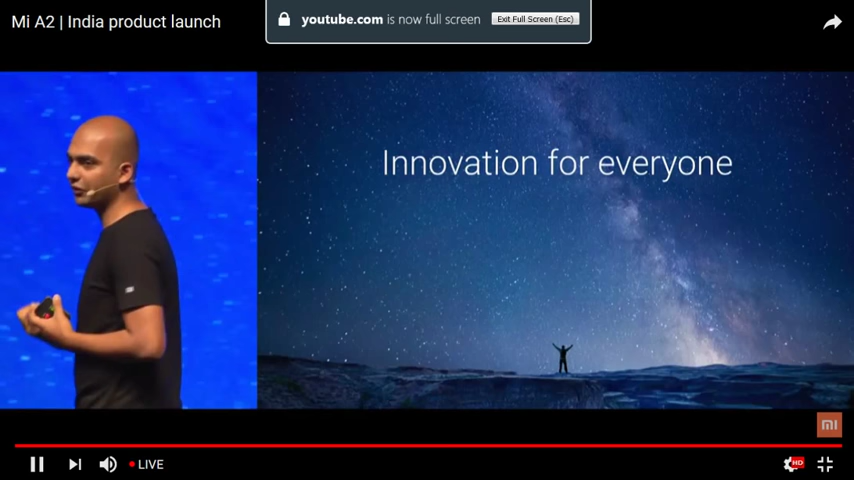 Mi A2 | India product launch
youtube.com is now full screen
Exit Full Screen (Esc)
Innovation for everyone
mi
LIVE
HD